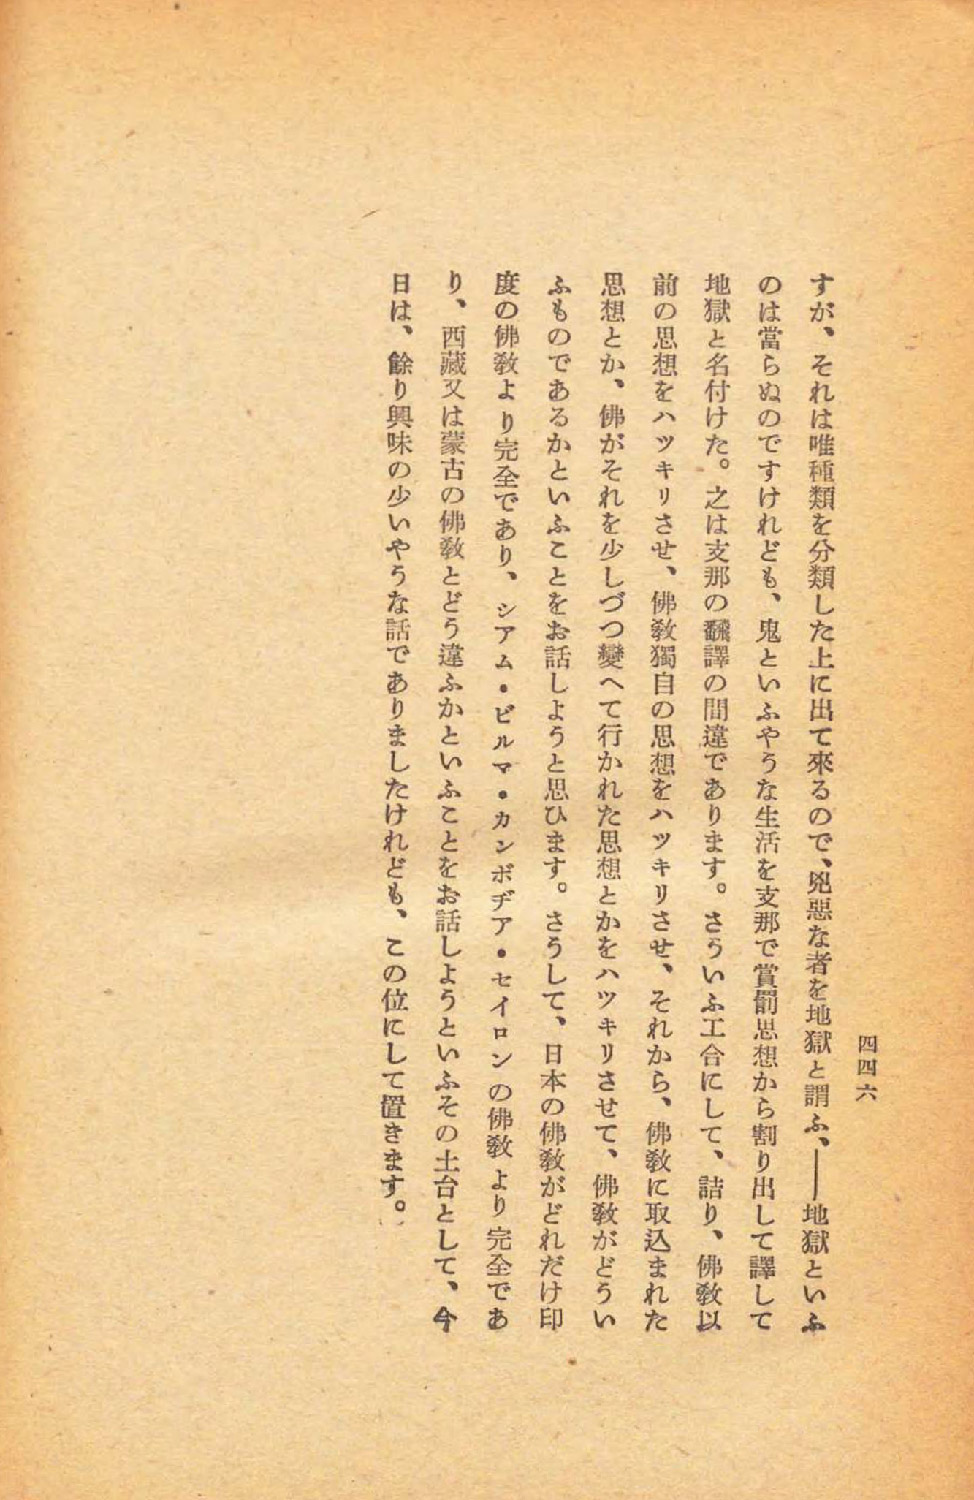 四四六
すが、それは唯種類を分類した上に出て來るので、兇惡な者を地獄と謂ふ、――地獄といふ
のは當らぬのですけれども、鬼といふやうな生活を支那で賞罰思想から割り出して譯して
地獄と名付けた。之は支那の飜譯の間違であります。さういふ工合にして、詰り、佛敎以
前の思想をハツキリさせ、佛敎獨自の思想をハツキリさせ、それから、佛敎に取込まれた
思想とか、佛がそれを少しづつ變へて行かれた思想とかをハツキリさせて、佛敎がどうい
ふものであるかといふことをお話しようと思ひます。さうして、日本の佛敎がどれだけ印
度の佛敎より完全であり、シアム・ビルマ・カンボヂア・セイロンの佛敎より完全であ
り、西藏又は蒙古の佛敎とどう違ふかといふことをお話しようといふその土台として、今
日は、餘り興味の少いやうな話でありましたけれども、この位にして置きます。